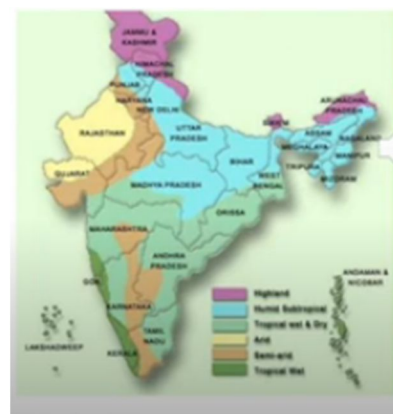 JAMMU &
KASHMIR
HIMACHAL
PRADESH
PUNJAB
HARYANA
NEW DELHI
RAJASTHAN
UTTAR
PRADESH
SIKKIM
ARUNACHAL
PRADESH
ASSAM
NAGALAND
MEGHALAYA
MANIPUR
TRIPURA
MIZORAM
BIHAR
WEST
BENGAL
GUJARAT
MADHYA PRADESH
ORISSA
MAHARASHTRA
ANDHRA
PRADESH
GOA
KARNATAKA
TAMIL
NADU
KERALA
LAKSHADWEEP
ANDAMAN &
NICOBAR
Highland
Humid Subtropical
Tropical wet & Dry
Arid
Semi-arid
Tropical Wet